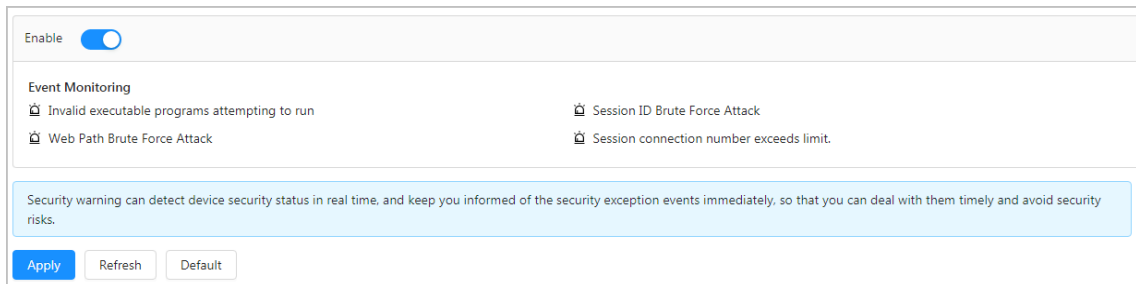 Enable
Event Monitoring
Invalid executable programs attempting to run
Session ID Brute Force Attack
Web Path Brute Force Attack
Session connection number exceeds limit.
Security warning can detect device security status in real time, and keep you informed of the security exception events immediately, so that you can deal with them timely and avoid security
risks.
Apply
Refresh
Default